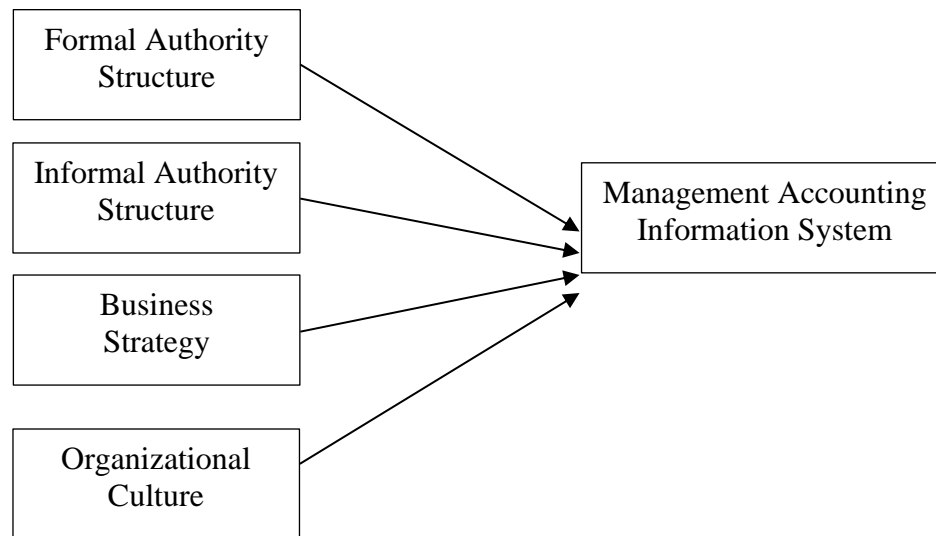 Formal Authority
Structure
Informal Authority
Structure
Business
Strategy
Organizational
Culture
Management Accounting
Information System